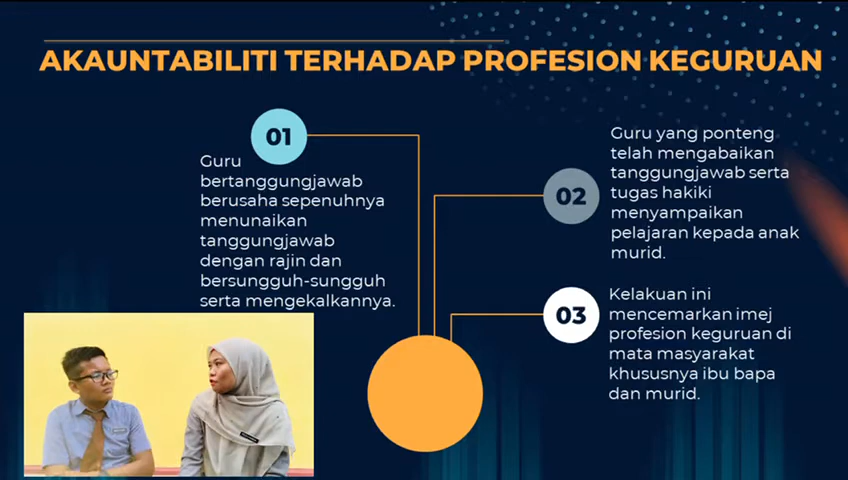 AKAUNTABILITI TERHADAP PROFESION KEGURUAN
01
Guru
bertanggungjawab
berusaha sepenuhnya
menunaikan
tanggungjawab
dengan rajin dan
bersungguh-sungguh
serta mengekalkannya.
02
Guru yang ponteng
telah mengabaikan
tanggungjawab serta
tugas hakiki
menyampaikan
pelajaran kepada anak
murid.
03
Kelakuan ini
mencemarkan imej
profesion keguruan di
mata masyarakat
khususnya ibu bapa
dan murid.